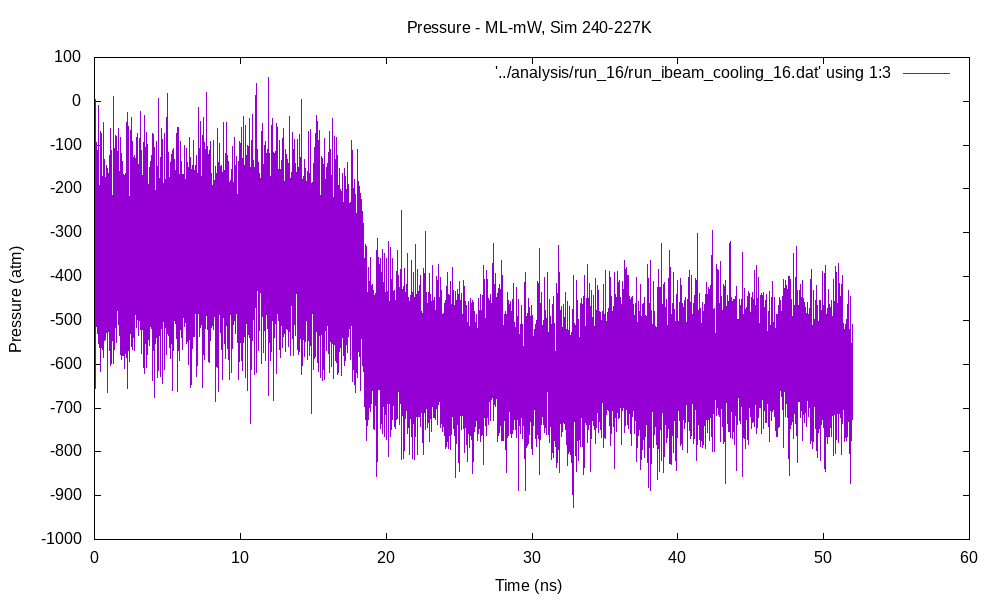 Pressure - ML-mW, Sim 240-227K
'../analysis/run_16/run_ibeam_cooling_16.dat' using 1:3
100
0
-100
-200
-300
-400
-500
-600
-700
-800
-900
-1000
Pressure (atm)
0 10 20 30 40 50 60
Time (ns)